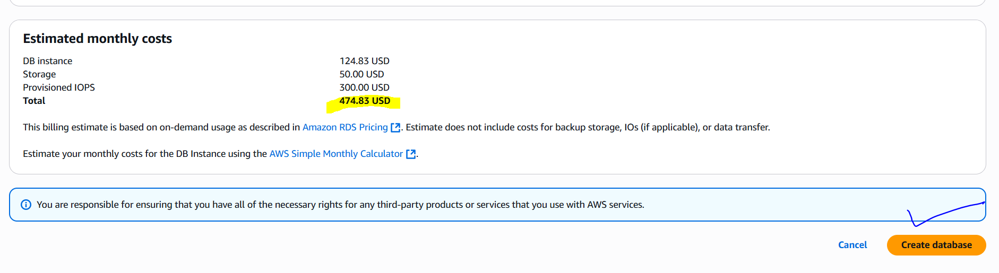 Estimated monthly costs
DB instance 124.83 USD
Storage 50.00 USD
Provisioned IOPS 300.00 USD
Total 474.83 USD
This billing estimate is based on on-demand usage as described in Amazon RDS Pricing. Estimate does not include costs for backup storage, IOs (if applicable), or data transfer.
Estimate your monthly costs for the DB Instance using the AWS Simple Monthly Calculator.
You are responsible for ensuring that you have all of the necessary rights for any third-party products or services that you use with AWS services.
Cancel Create database